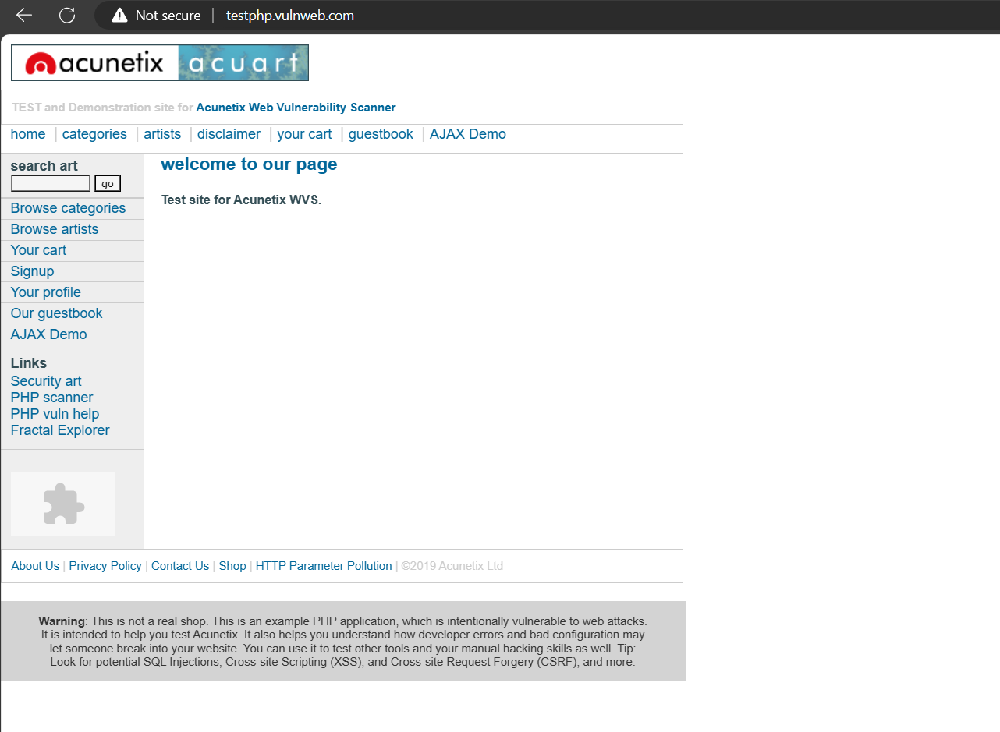 Not secure | testphp.vulnweb.com
acunetix acuart
TEST and Demonstration site for Acunetix Web Vulnerability Scanner
home | categories | artists | disclaimer | your cart | guestbook | AJAX Demo
search art
go
Browse categories
Browse artists
Your cart
Signup
Your profile
Our guestbook
AJAX Demo
Links
Security art
PHP scanner
PHP vuln help
Fractal Explorer
welcome to our page
Test site for Acunetix WVS.
About Us | Privacy Policy | Contact Us | Shop | HTTP Parameter Pollution | ©2019 Acunetix Ltd
Warning: This is not a real shop. This is an example PHP application, which is intentionally vulnerable to web attacks.
It is intended to help you test Acunetix. It also helps you understand how developer errors and bad configuration may
let someone break into your website. You can use it to test other tools and your manual hacking skills as well. Tip:
Look for potential SQL Injections, Cross-site Scripting (XSS), and Cross-site Request Forgery (CSRF), and more.